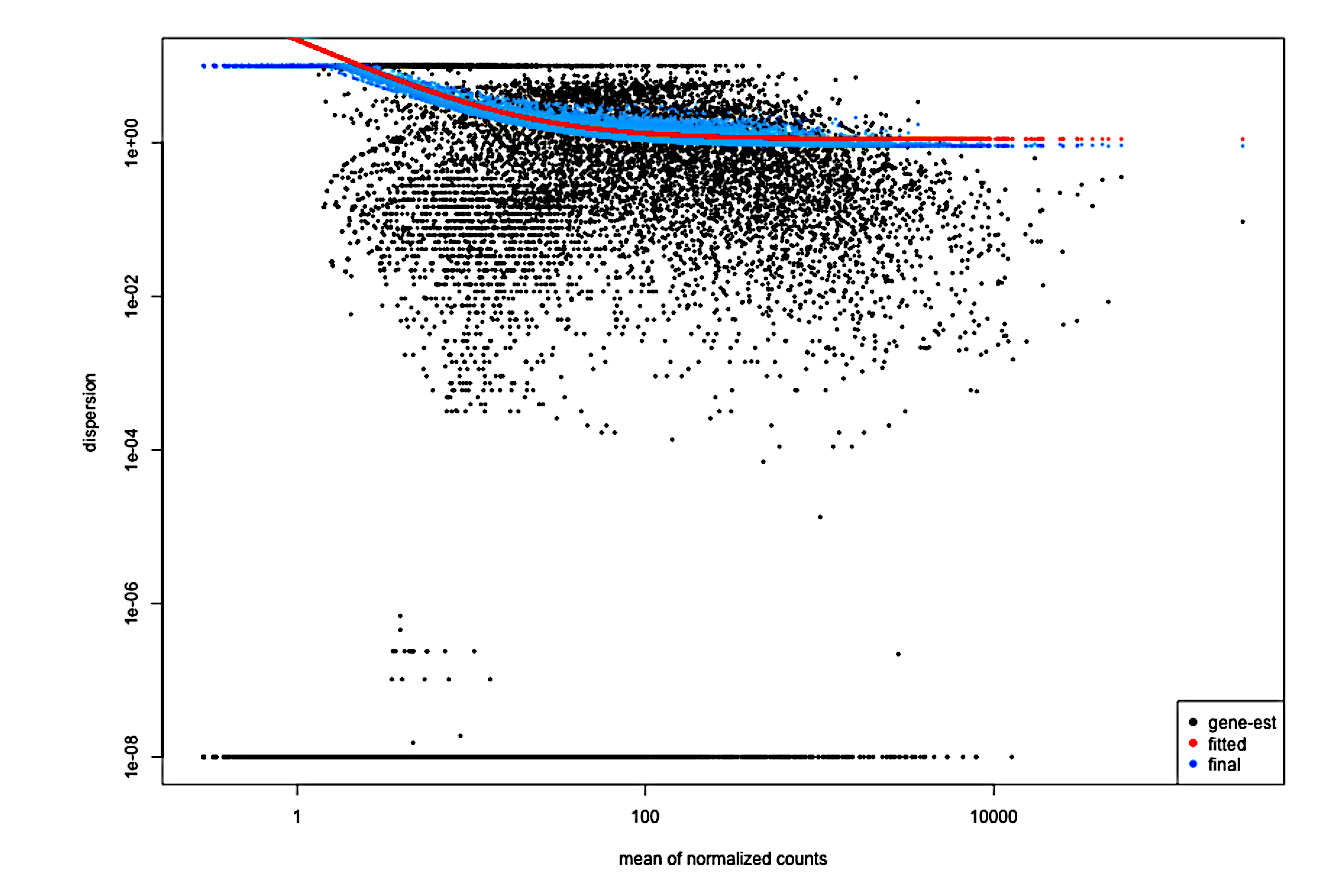 1e+00
1e-02
1e-04
1e-06
1e-08
dispersion
1
100
10000
mean of normalized counts
gene-est
fitted
final